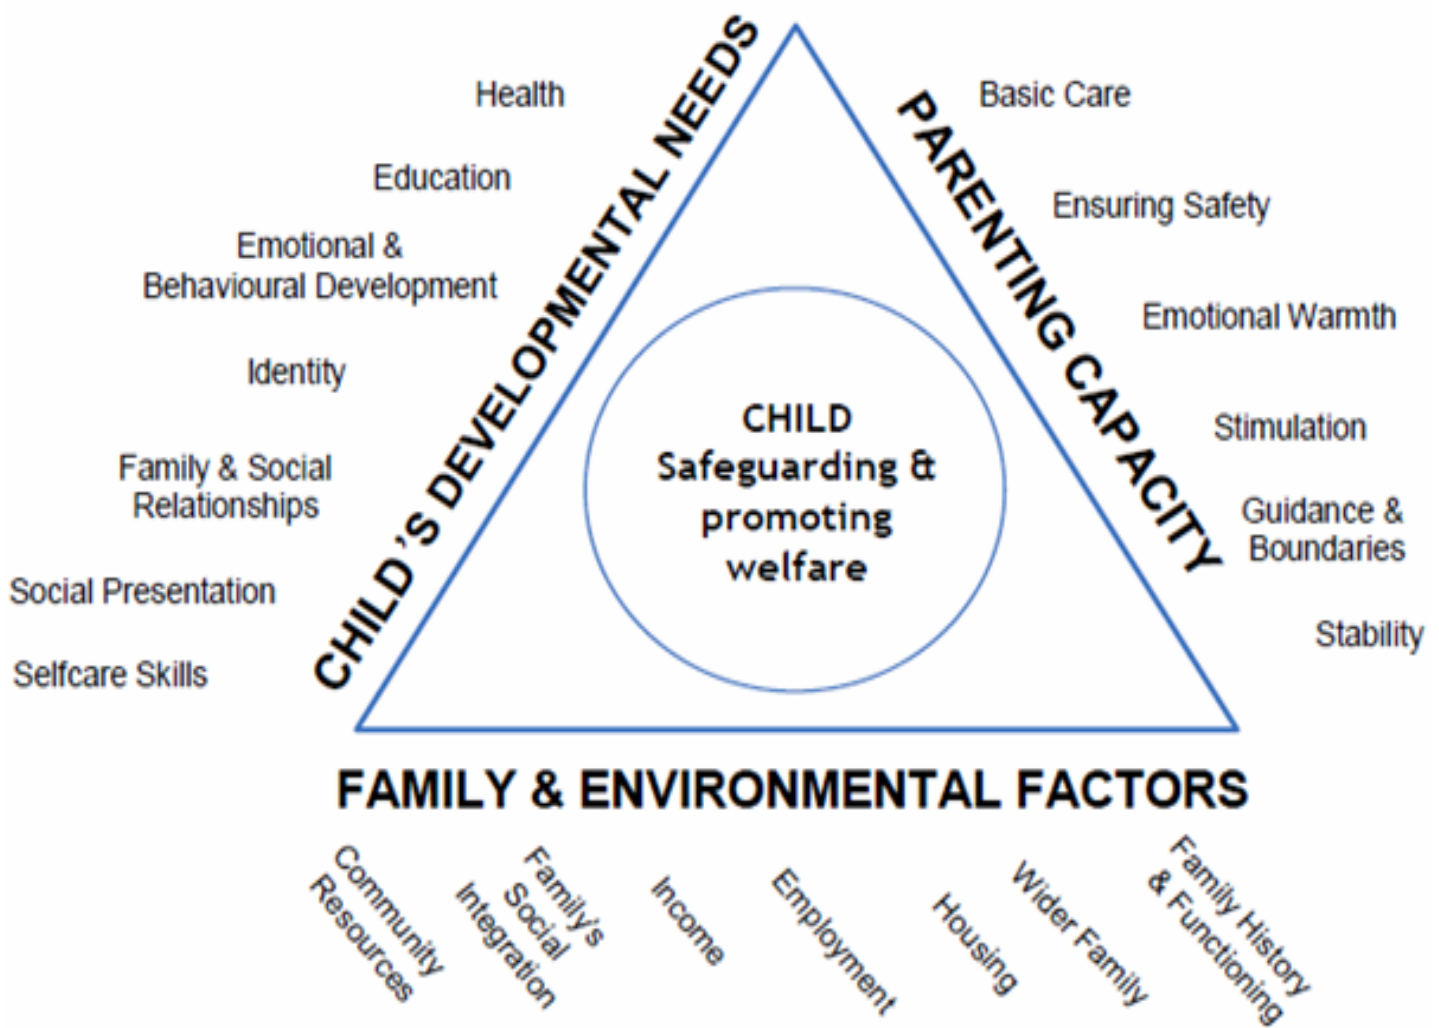 CHILD'S DEVELOPMENTAL NEEDS
Health
Education
Emotional &
Behavioural Development
Identity
Family & Social
Relationships
Social Presentation
Selfcare Skills
PARENTING CAPACITY
Basic Care
Ensuring Safety
Emotional Warmth
Stimulation
Guidance &
Boundaries
Stability
CHILD
Safeguarding &
promoting
welfare
FAMILY & ENVIRONMENTAL FACTORS
Community
Resources
Family's
Social
Integration
Income
Employment
Housing
Wider Family
Family History
& Functioning